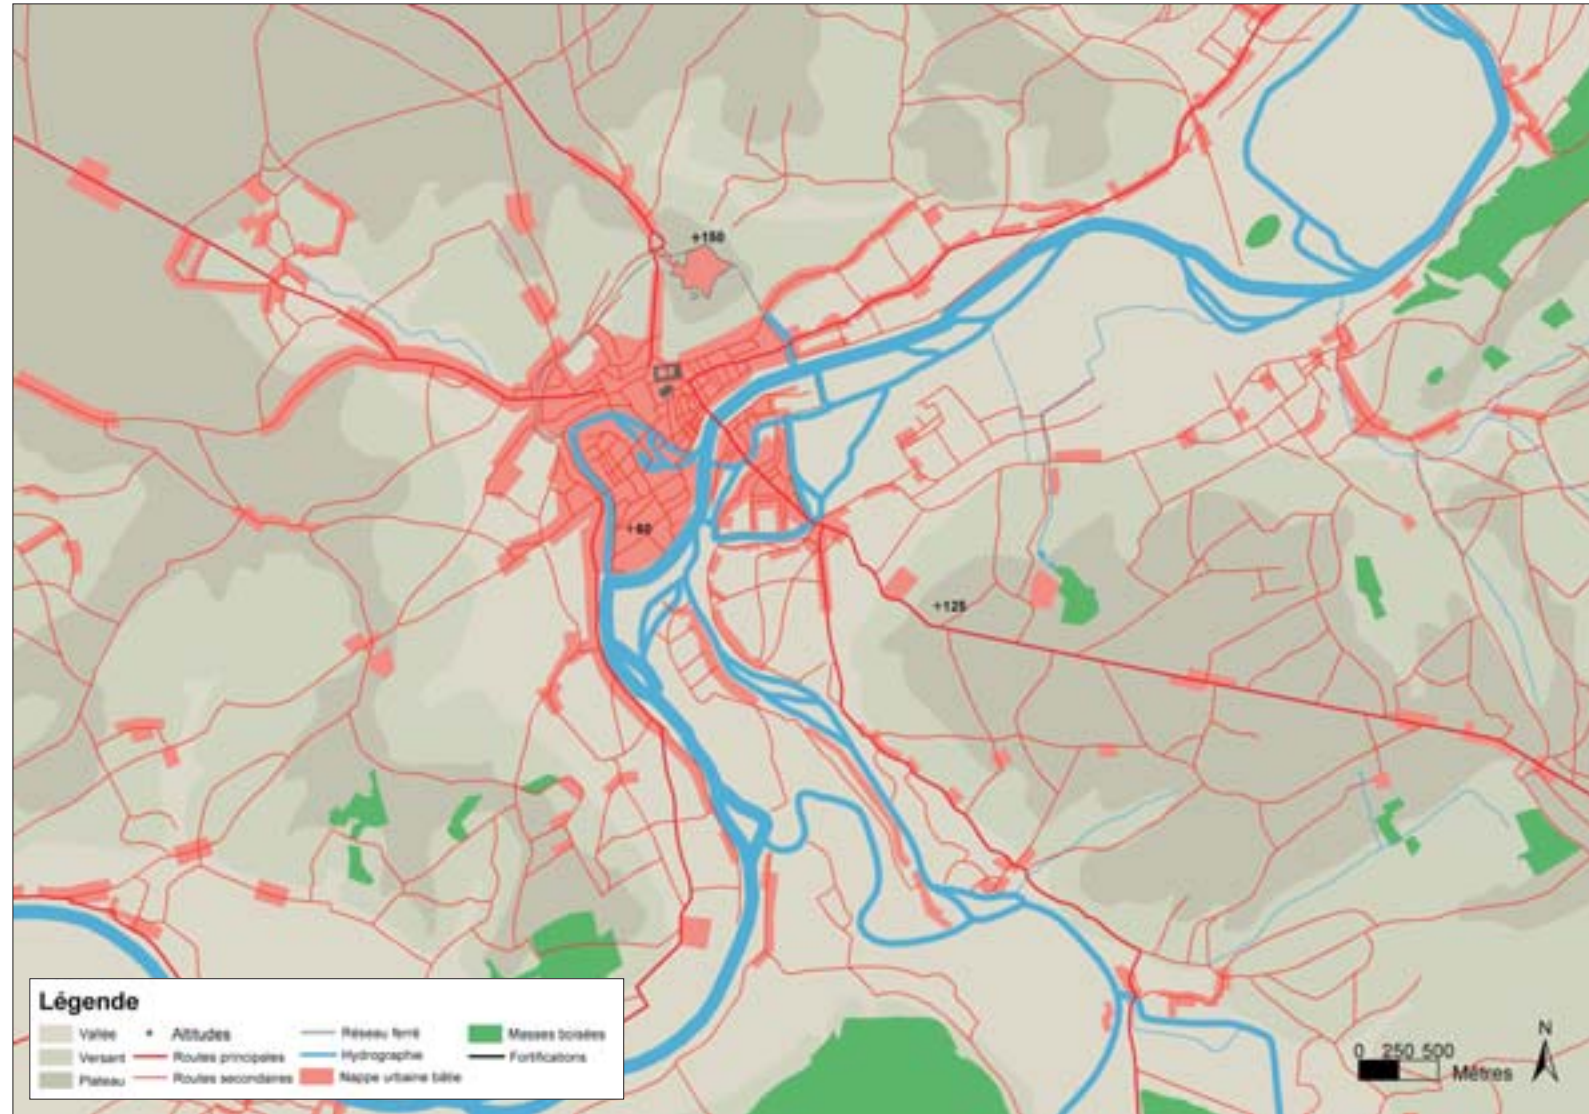 +150
+60
+125
Légende
Vallée
Versant
Plateau
Altitudes
Routes principales
Routes secondaires
Réseau ferré
Hydrographie
Nappe urbaine bâtie
Masses boisées
Fortifications
N
0 250 500
Mètres